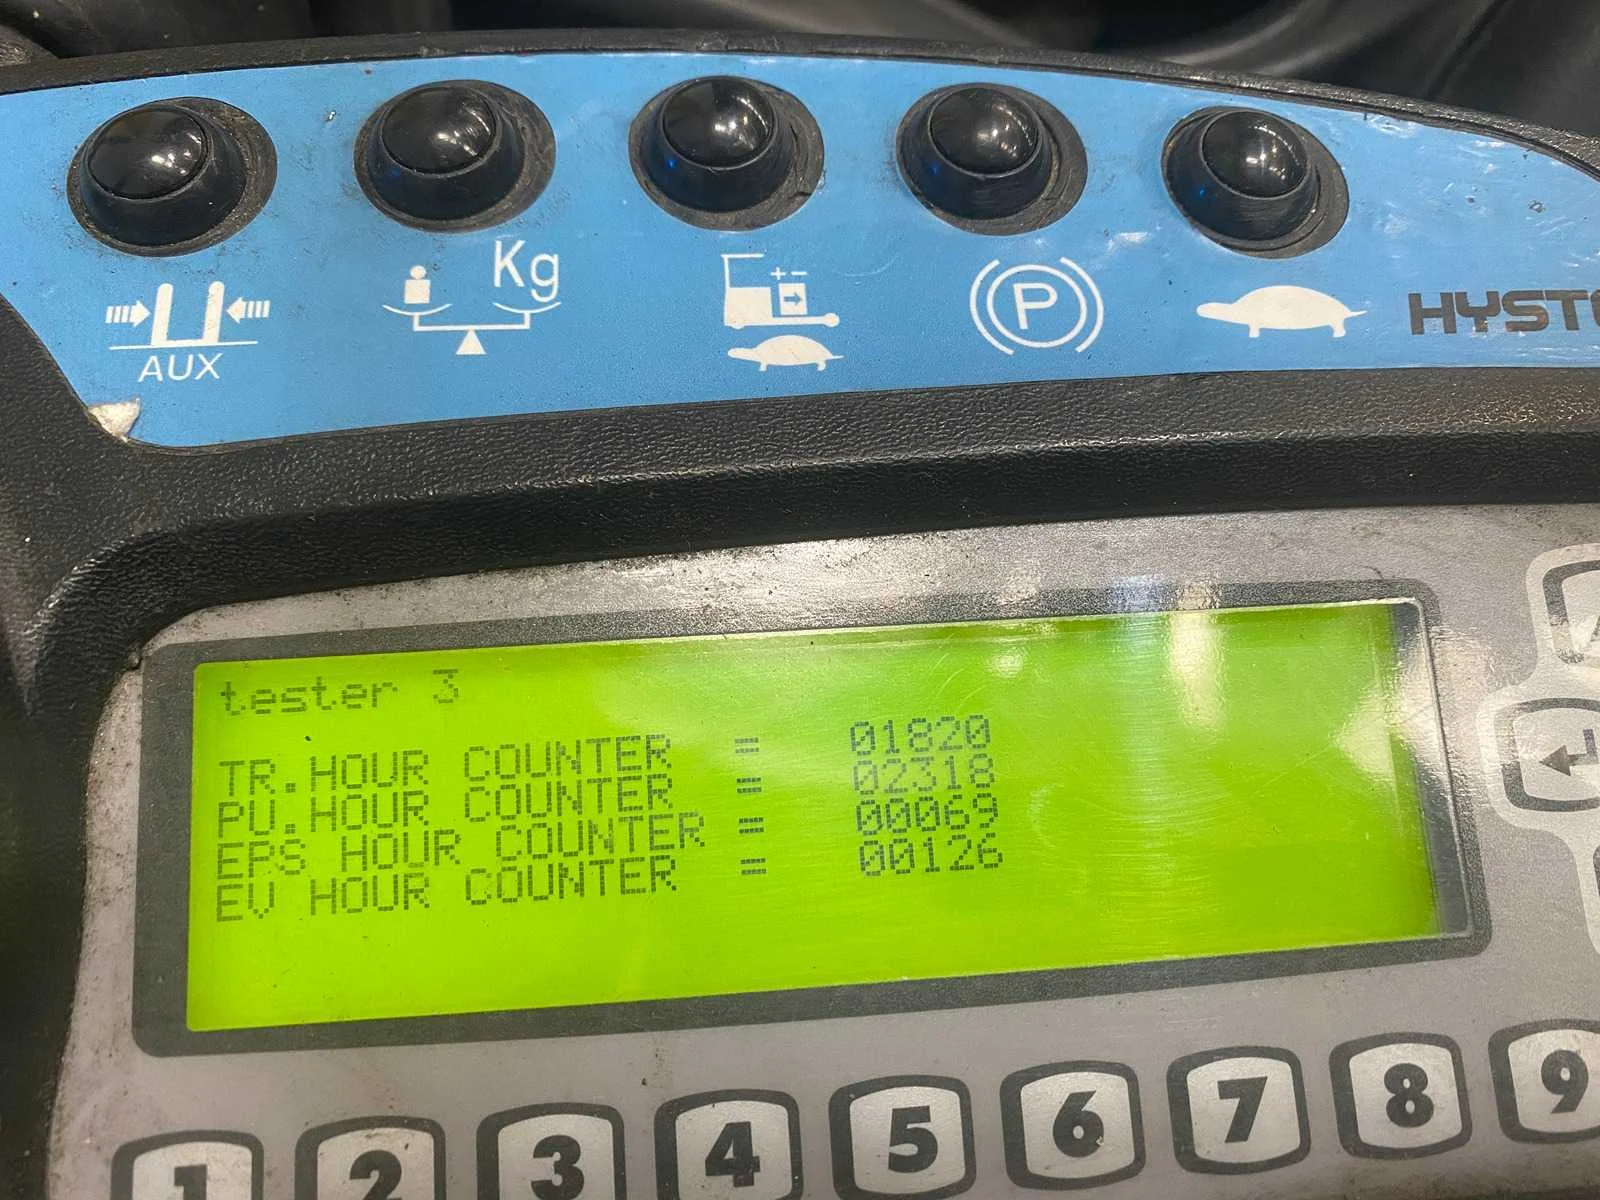 Kg
AUX
P
HYST
tester 3
TR.HOUR COUNTER = 01820
PU.HOUR COUNTER = 02318
EPS HOUR COUNTER = 00069
EV HOUR COUNTER = 00126
1 2 3 4 5 6 7 8 9